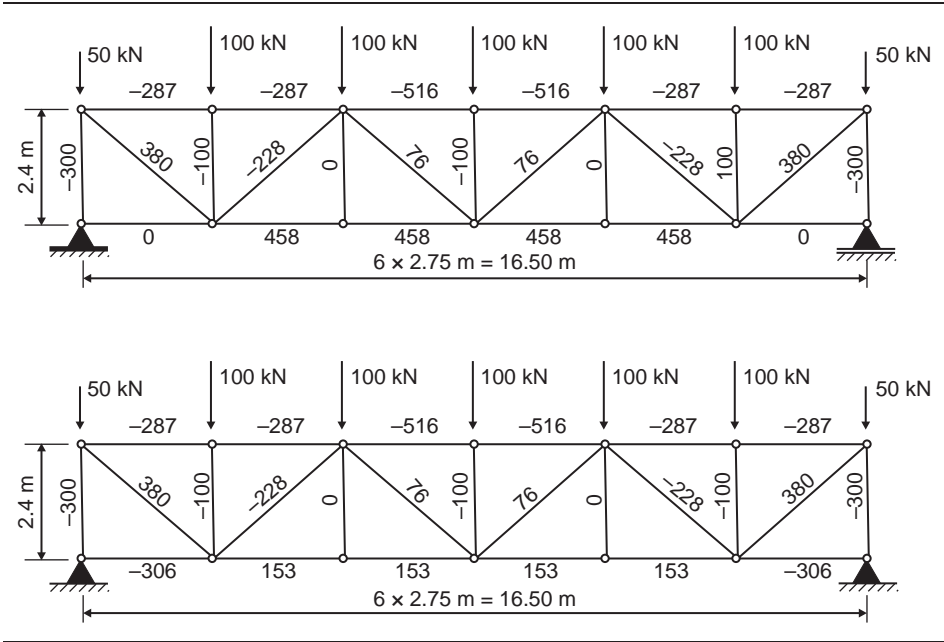 50 kN 100 kN 100 kN 100 kN 100 kN 100 kN 50 kN
–287 –287 –516 –516 –287 –287
2.4 m –300 380 –100 –228 0 76 –100 76 0 –228 100 380 –300
0 458 458 458 458 0
6 × 2.75 m = 16.50 m
50 kN 100 kN 100 kN 100 kN 100 kN 100 kN 50 kN
–287 –287 –516 –516 –287 –287
2.4 m –300 380 –100 –228 0 76 –100 76 0 –228 –100 380 –300
–306 153 153 153 153 –306
6 × 2.75 m = 16.50 m